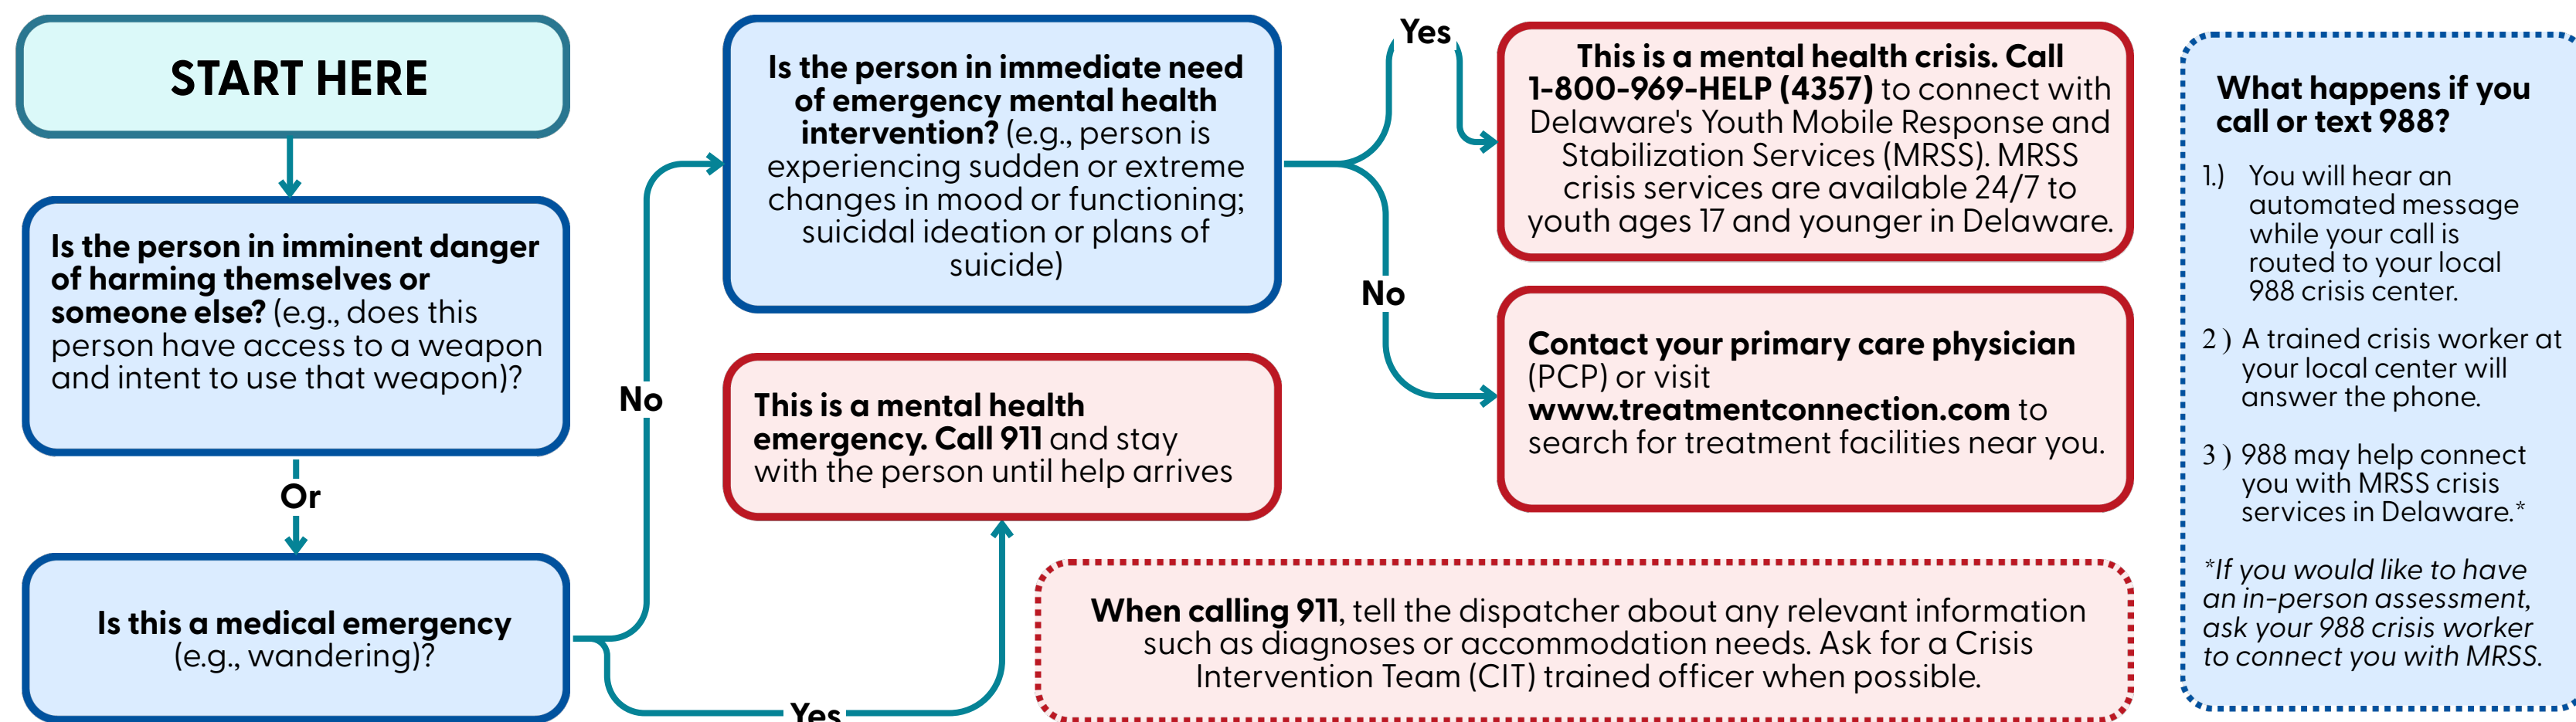 START HERE
Is the person in imminent danger
of harming themselves or
someone else? (e.g., does this
person have access to a weapon
and intent to use that weapon)?
Or
Is this a medical emergency
(e.g., wandering)?
No
Yes
Is the person in immediate need
of emergency mental health
intervention? (e.g., person is
experiencing sudden or extreme
changes in mood or functioning;
suicidal ideation or plans of
suicide)
This is a mental health
emergency. Call 911 and stay
with the person until help arrives
Yes
No
This is a mental health crisis. Call
1-800-969-HELP (4357) to connect with
Delaware's Youth Mobile Response and
Stabilization Services (MRSS). MRSS
crisis services are available 24/7 to
youth ages 17 and younger in Delaware.
Contact your primary care physician
(PCP) or visit
www.treatmentconnection.com to
search for treatment facilities near you.
When calling 911, tell the dispatcher about any relevant information
such as diagnoses or accommodation needs. Ask for a Crisis
Intervention Team (CIT) trained officer when possible.
What happens if you
call or text 988?
1.) You will hear an
automated message
while your call is
routed to your local
988 crisis center.
2 ) A trained crisis worker at
your local center will
answer the phone.
3 ) 988 may help connect
you with MRSS crisis
services in Delaware.*
*If you would like to have
an in-person assessment,
ask your 988 crisis worker
to connect you with MRSS.